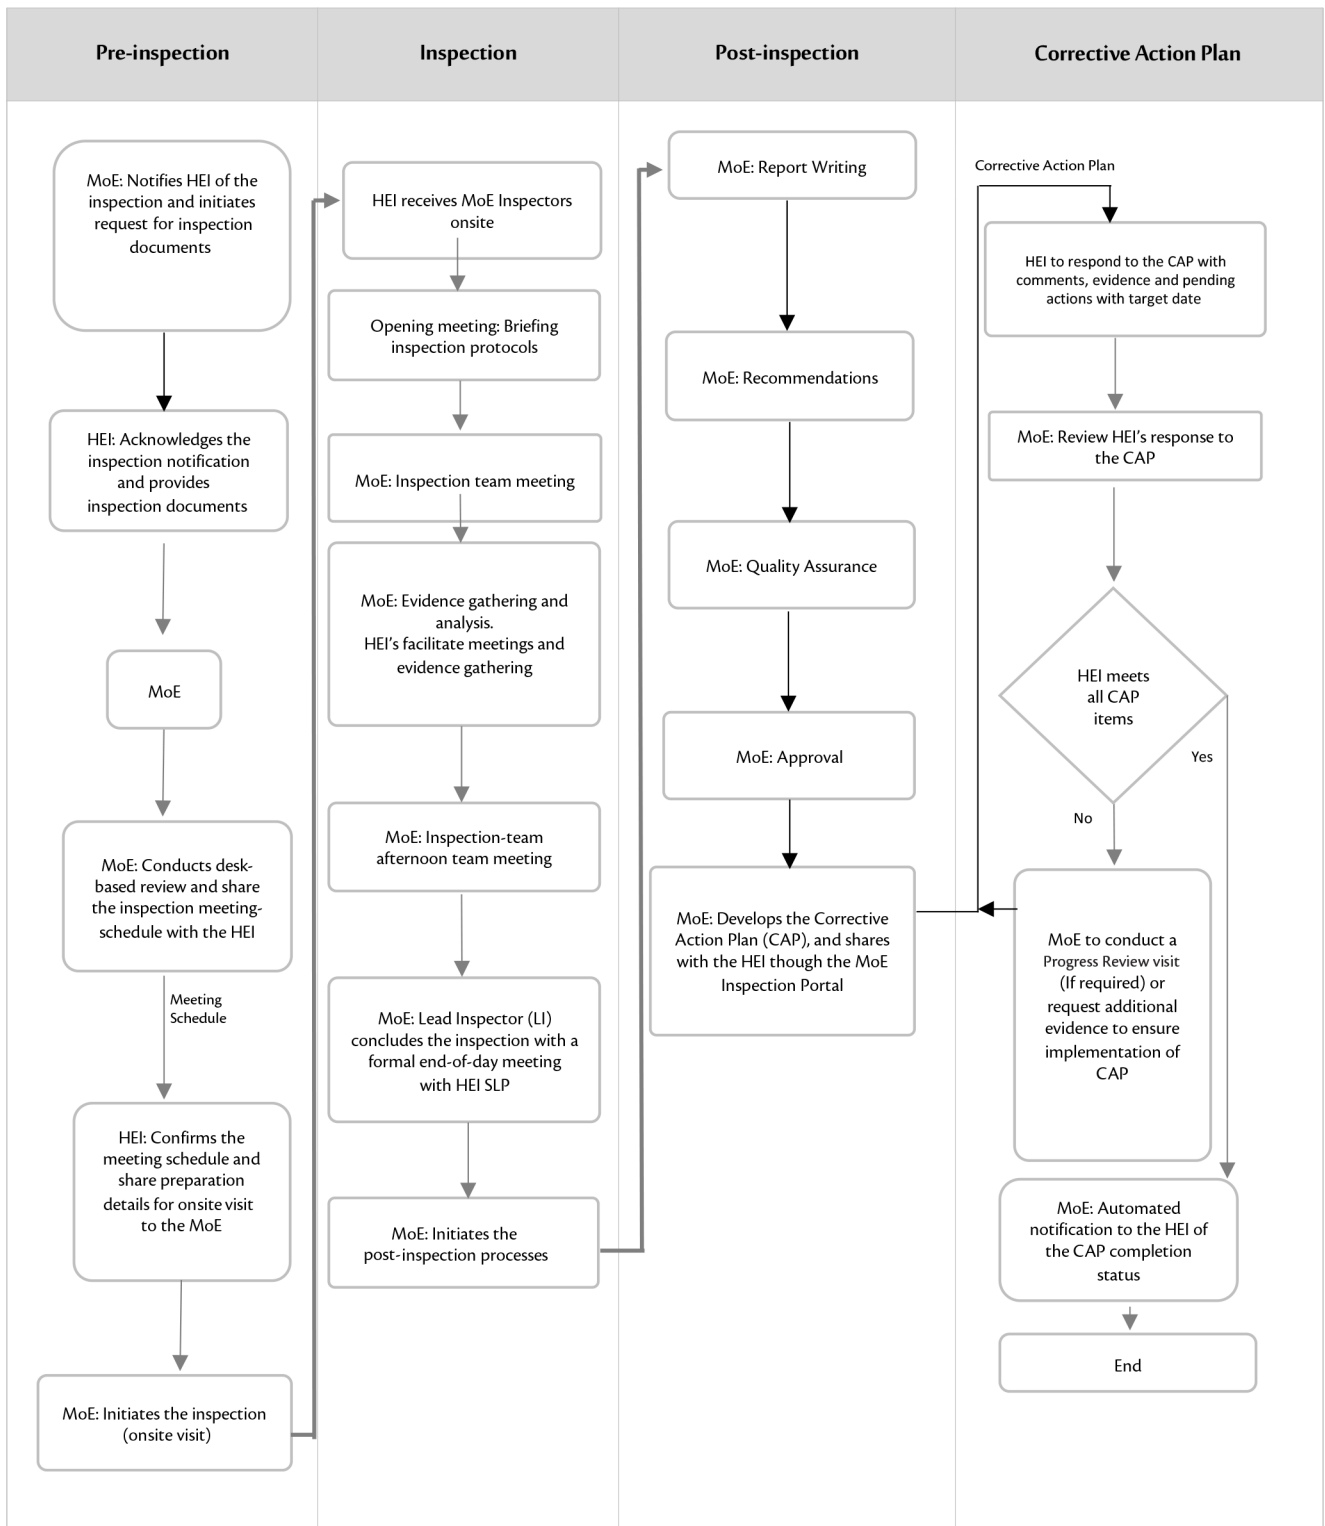 Pre-inspection
Inspection
Post-inspection
Corrective Action Plan
MoE: Notifies HEI of the
inspection and initiates
request for inspection
documents
HEI: Acknowledges the
inspection notification
and provides
inspection documents
MoE
MoE: Conducts desk-
based review and share
the inspection meeting-
schedule with the HEI
Meeting
Schedule
HEI: Confirms the
meeting schedule and
share preparation
details for onsite visit
to the MoE
MoE: Initiates the inspection
(onsite visit)
HEI receives MoE Inspectors
onsite
Opening meeting: Briefing
inspection protocols
MoE: Inspection team meeting
MoE: Evidence gathering and
analysis.
HEI’s facilitate meetings and
evidence gathering
MoE: Inspection-team
afternoon team meeting
MoE: Lead Inspector (LI)
concludes the inspection with a
formal end-of-day meeting
with HEI SLP
MoE: Initiates the
post-inspection processes
MoE: Report Writing
MoE: Recommendations
MoE: Quality Assurance
MoE: Approval
MoE: Develops the Corrective
Action Plan (CAP), and shares
with the HEI though the MoE
Inspection Portal
Corrective Action Plan
HEI to respond to the CAP with
comments, evidence and pending
actions with target date
MoE: Review HEI’s response to
the CAP
HEI meets
all CAP
items
Yes
No
MoE to conduct a
Progress Review visit
(If required) or
request additional
evidence to ensure
implementation of
CAP
MoE: Automated
notification to the HEI of
the CAP completion
status
End